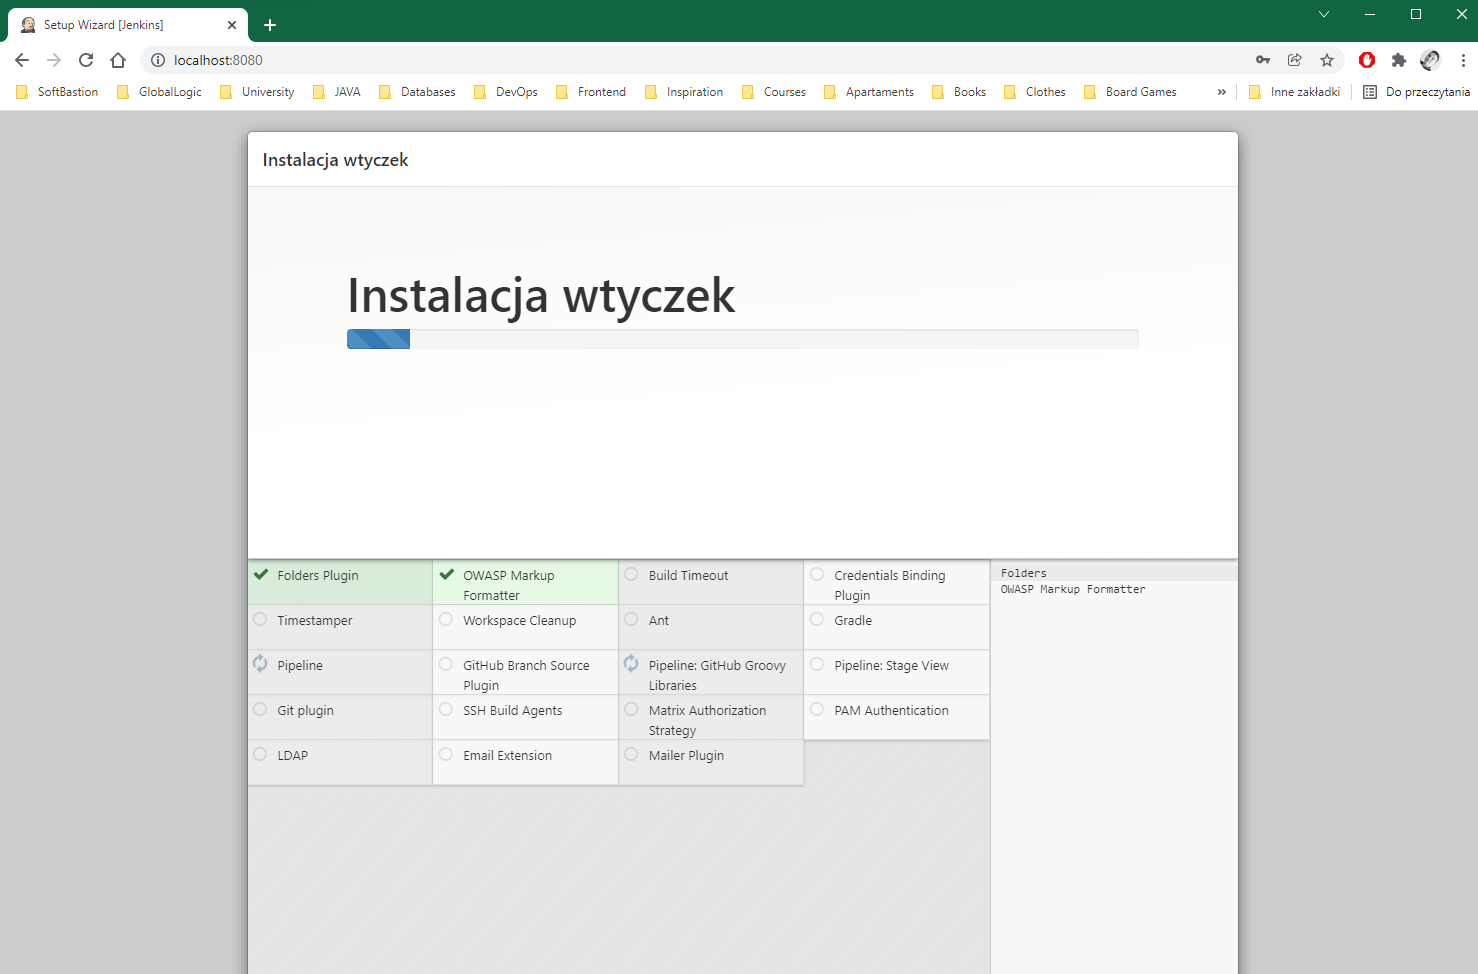 Setup Wizard [Jenkins]
localhost:8080
SoftBastion GlobalLogic University JAVA Databases DevOps Frontend Inspiration Courses Apartaments Books Clothes Board Games » Inne zakładki Do przeczytania
Instalacja wtyczek
Instalacja wtyczek
Folders Plugin
OWASP Markup
Formatter
Build Timeout
Credentials Binding
Plugin
Timestamper
Workspace Cleanup
Ant
Gradle
Pipeline
GitHub Branch Source
Plugin
Pipeline: GitHub Groovy
Libraries
Pipeline: Stage View
Git plugin
SSH Build Agents
Matrix Authorization
Strategy
PAM Authentication
LDAP
Email Extension
Mailer Plugin
Folders
OWASP Markup Formatter